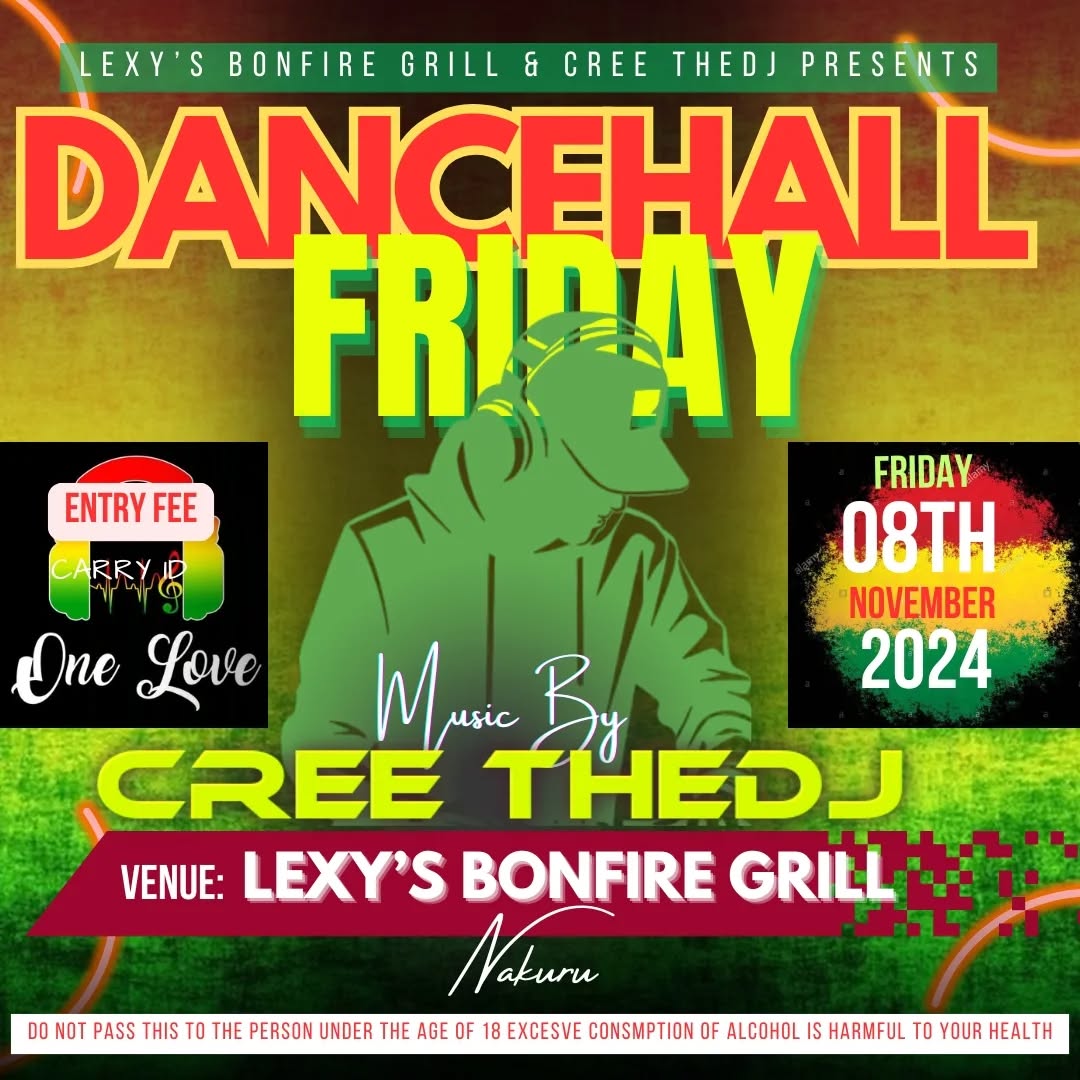 LEXY'S BONFIRE GRILL & CREE THEDJ PRESENTS
DANCEHALL
FRIDAY
ENTRY FEE
CARRY ID
One Love
FRIDAY
08TH
NOVEMBER
2024
alamy
alamy
Music By
CREE THEDJ
VENUE: LEXY'S BONFIRE GRILL
Nakuru
DO NOT PASS THIS TO THE PERSON UNDER THE AGE OF 18 EXCESVE CONSMPTION OF ALCOHOL IS HARMFUL TO YOUR HEALTH